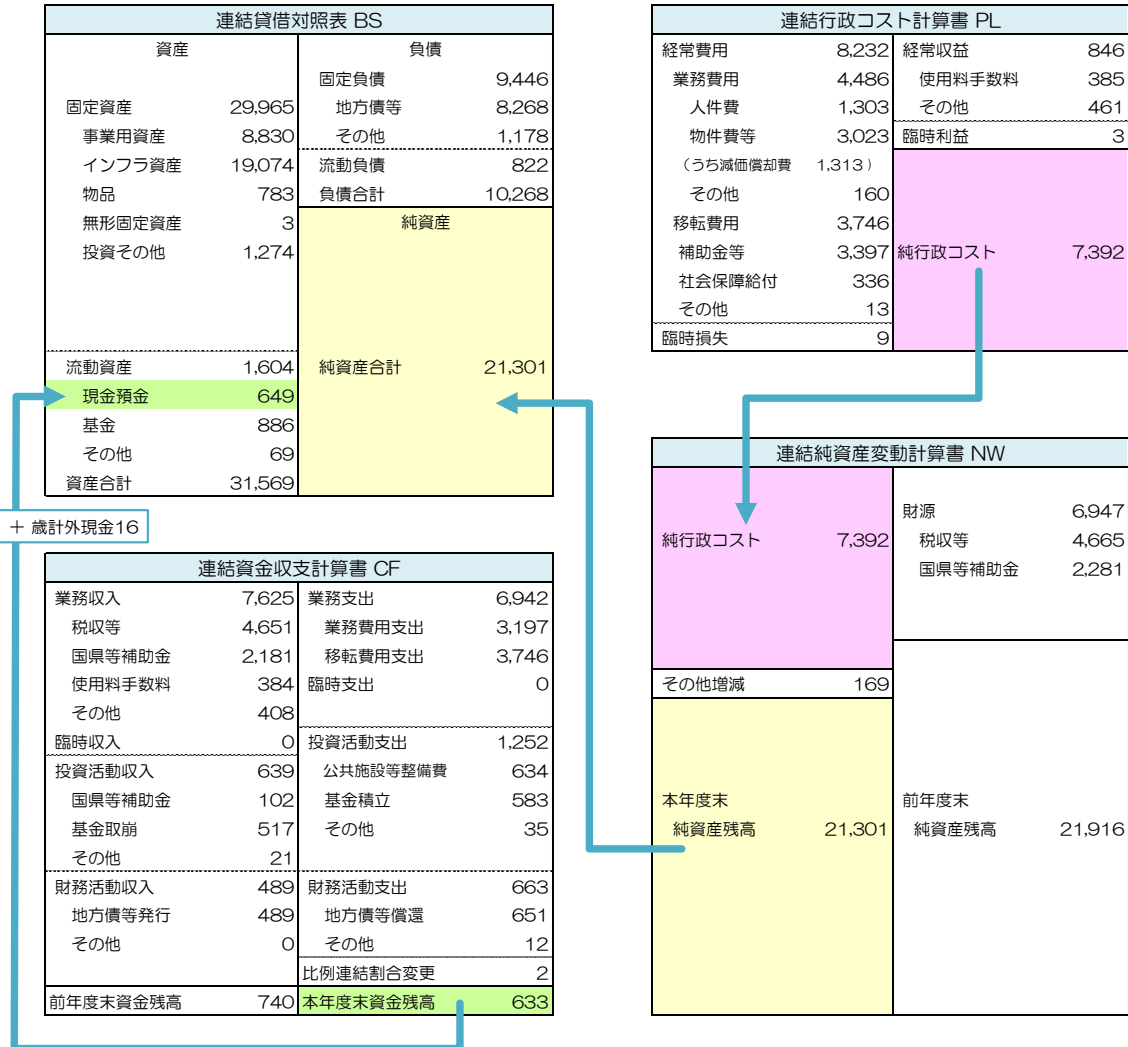 連結貸借対照表 BS
資産 負債
固定負債 9,446
固定資産 29,965 地方債等 8,268
事業用資産 8,830 その他 1,178
インフラ資産 19,074 流動負債 822
物品 783 負債合計 10,268
無形固定資産 3 純資産
投資その他 1,274
流動資産 1,604 純資産合計 21,301
現金預金 649
基金 886
その他 69
資産合計 31,569
＋ 歳計外現金16
連結行政コスト計算書 PL
経常費用 8,232 経常収益 846
業務費用 4,486 使用料手数料 385
人件費 1,303 その他 461
物件費等 3,023 臨時利益 3
（うち減価償却費 1,313 ）
その他 160
移転費用 3,746
補助金等 3,397 純行政コスト 7,392
社会保障給付 336
その他 13
臨時損失 9
連結資金収支計算書 CF
業務収入 7,625 業務支出 6,942
税収等 4,651 業務費用支出 3,197
国県等補助金 2,181 移転費用支出 3,746
使用料手数料 384 臨時支出 0
その他 408
臨時収入 0 投資活動支出 1,252
投資活動収入 639 公共施設等整備費 634
国県等補助金 102 基金積立 583
基金取崩 517 その他 35
その他 21
財務活動収入 489 財務活動支出 663
地方債等発行 489 地方債等償還 651
その他 0 その他 12
比例連結割合変更 2
前年度末資金残高 740 本年度末資金残高 633
連結純資産変動計算書 NW
財源 6,947
純行政コスト 7,392 税収等 4,665
国県等補助金 2,281
その他増減 169
本年度末 前年度末
純資産残高 21,301 純資産残高 21,916